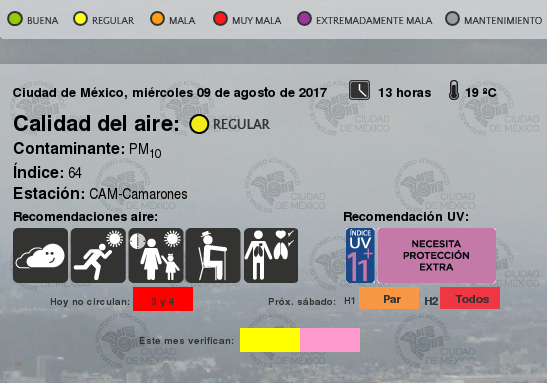 BUENA REGULAR MALA MUY MALA EXTREMADAMENTE MALA MANTENIMIENTO
Ciudad de México, miércoles 09 de agosto de 2017 13 horas 19 ºC
Calidad del aire: REGULAR
Contaminante: PM10
Índice: 64
Estación: CAM-Camarones
Recomendaciones aire: Recomendación UV:
ÍNDICE UV 11+ NECESITA PROTECCIÓN EXTRA
Hoy no circulan: 3 y 4 Próx. sábado: H1 Par H2 Todos
Este mes verifican:
CIUDAD DE MÉXICO